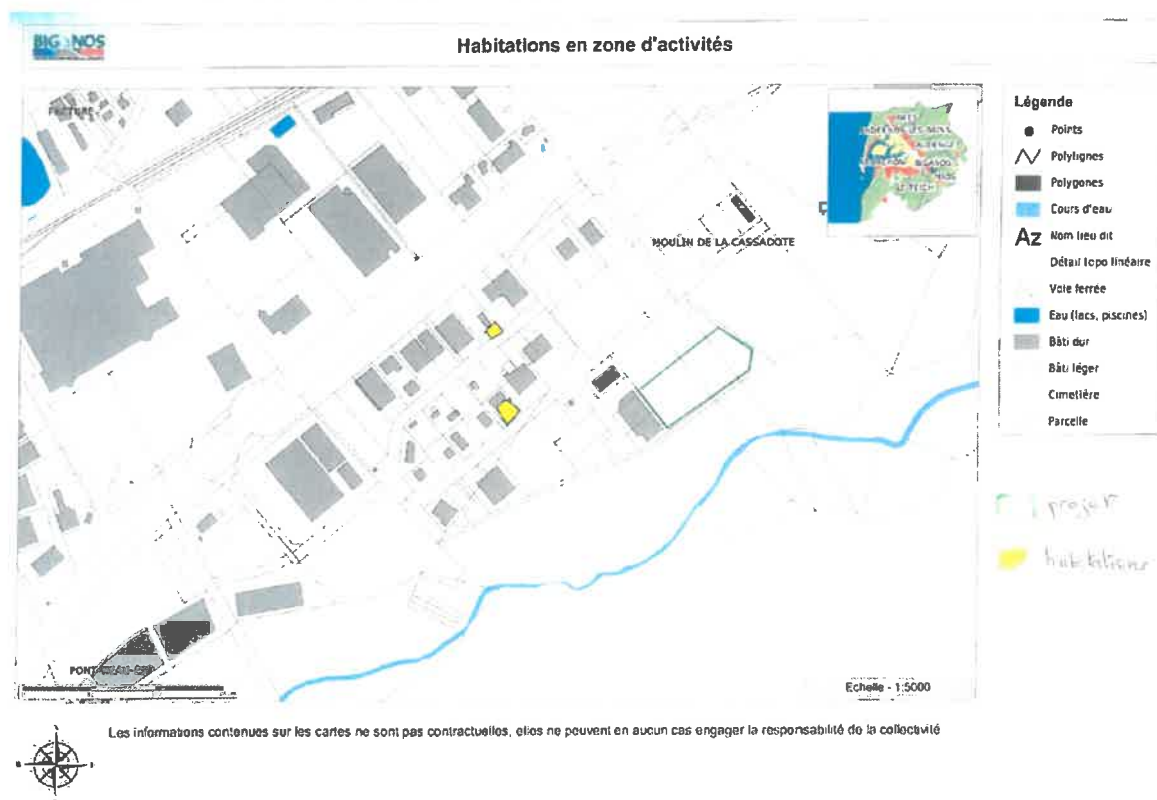 BIGANOS
Habitations en zone d'activités
FACTURE
MOULIN DE LA CASSADOTE
LE TEICH
Echelle - 1:5000
Légende
Points
Polylignes
Polygones
Cours d'eau
Az Nom lieu dit
Détail topo linéaire
Voie ferrée
Eau (lacs, piscines)
Bâti dur
Bâti léger
Cimetière
Parcelle
projet
habitations
Les informations contenues sur les cartes ne sont pas contractuelles, elles ne peuvent en aucun cas engager la responsabilité de la collectivité